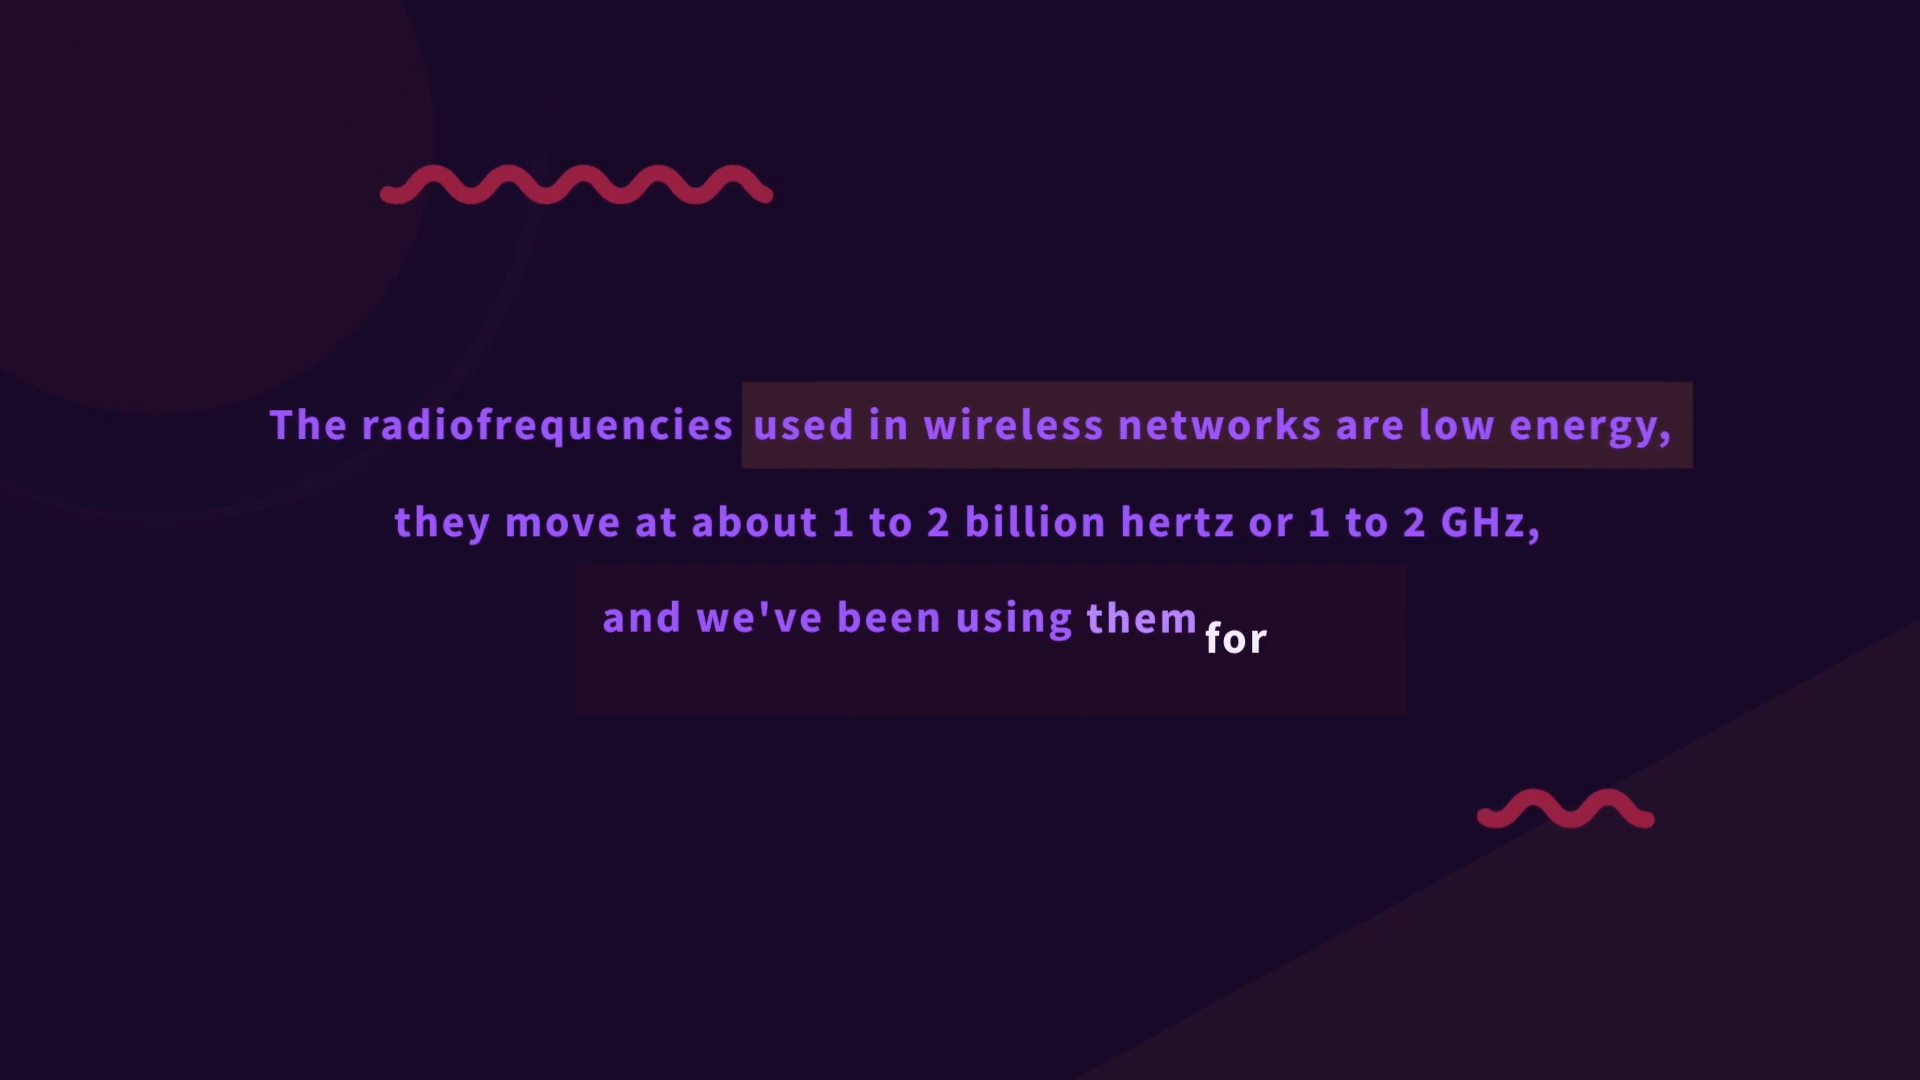 The radiofrequencies used in wireless networks are low energy,
they move at about 1 to 2 billion hertz or 1 to 2 GHz,
and we've been using them for